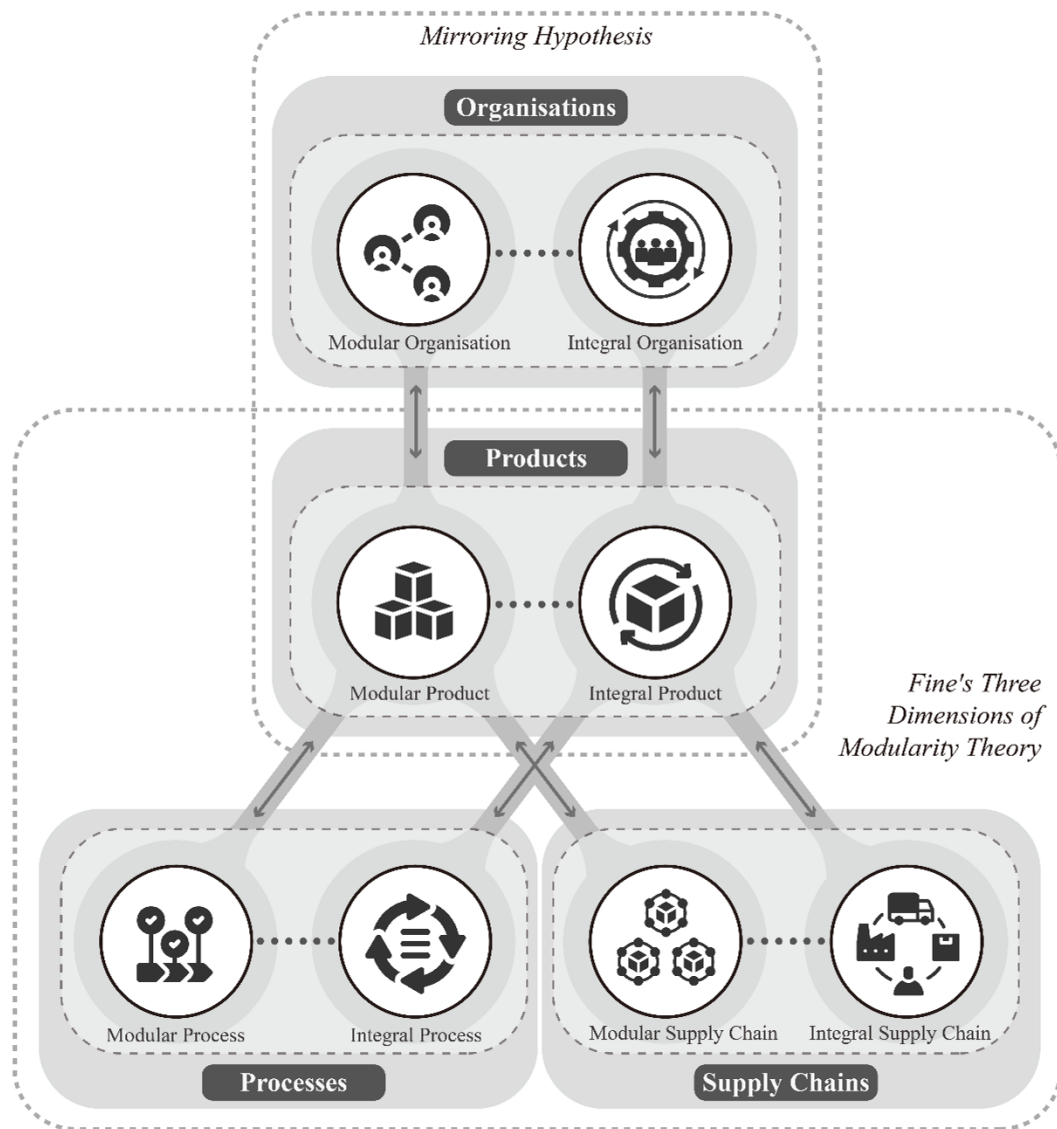 Mirroring Hypothesis
Organisations
Modular Organisation
Integral Organisation
Products
Modular Product
Integral Product
Fine's Three
Dimensions of
Modularity Theory
Modular Process
Integral Process
Modular Supply Chain
Integral Supply Chain
Processes
Supply Chains